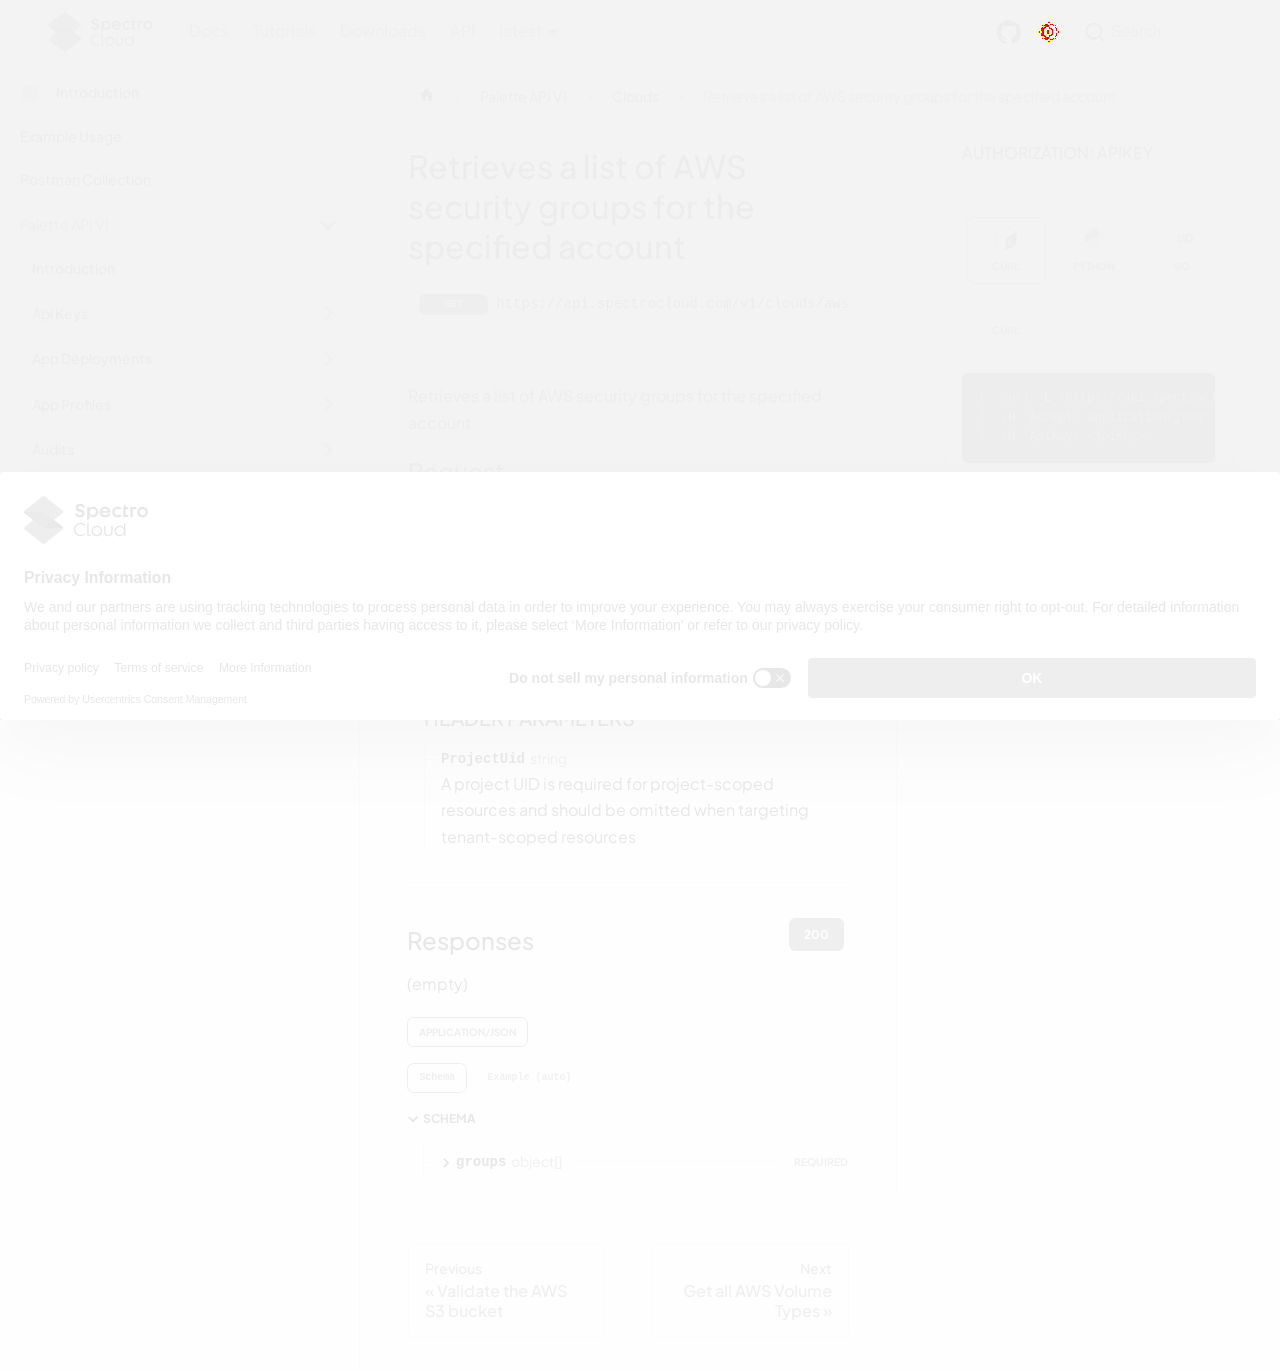 Spectro
Cloud
Docs Tutorials Downloads API latest
Search
Introduction
Example Usage
Postman Collection
Palette API V1
Introduction
Api Keys
App Deployments
App Profiles
Audits
Palette API V1
Clouds
Retrieves a list of AWS security groups for the specified account
Retrieves a list of AWS
security groups for the
specified account
GET https://api.spectrocloud.com/v1/clouds/aws
Retrieves a list of AWS security groups for the specified
account
Request
AUTHORIZATION: APIKEY
CURL PYTHON GO
CURL
Spectro
Cloud
Privacy Information
We and our partners are using tracking technologies to process personal data in order to improve your experience. You may always exercise your consumer right to opt-out. For detailed information
about personal information we collect and third parties having access to it, please select 'More Information' or refer to our privacy policy.
Privacy policy Terms of service More Information
Do not sell my personal information
OK
Powered by Usercentrics Consent Management
HEADER PARAMETERS
ProjectUid string
A project UID is required for project-scoped
resources and should be omitted when targeting
tenant-scoped resources
Responses
200
(empty)
APPLICATION/JSON
Schema Example (auto)
SCHEMA
groups object[] REQUIRED
Previous
« Validate the AWS
S3 bucket
Next
Get all AWS Volume
Types »